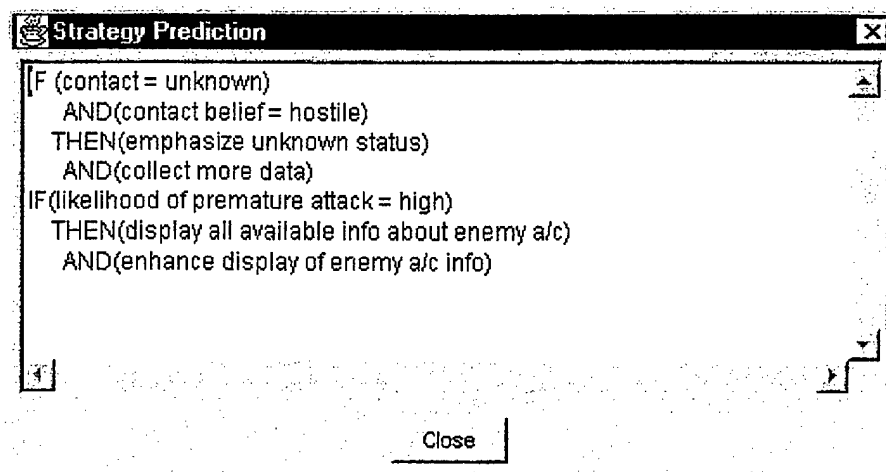 Strategy Prediction
IF (contact = unknown)
AND(contact belief = hostile)
THEN(emphasize unknown status)
AND(collect more data)
IF(likelihood of premature attack = high)
THEN(display all available info about enemy a/c)
AND(enhance display of enemy a/c info)
Close